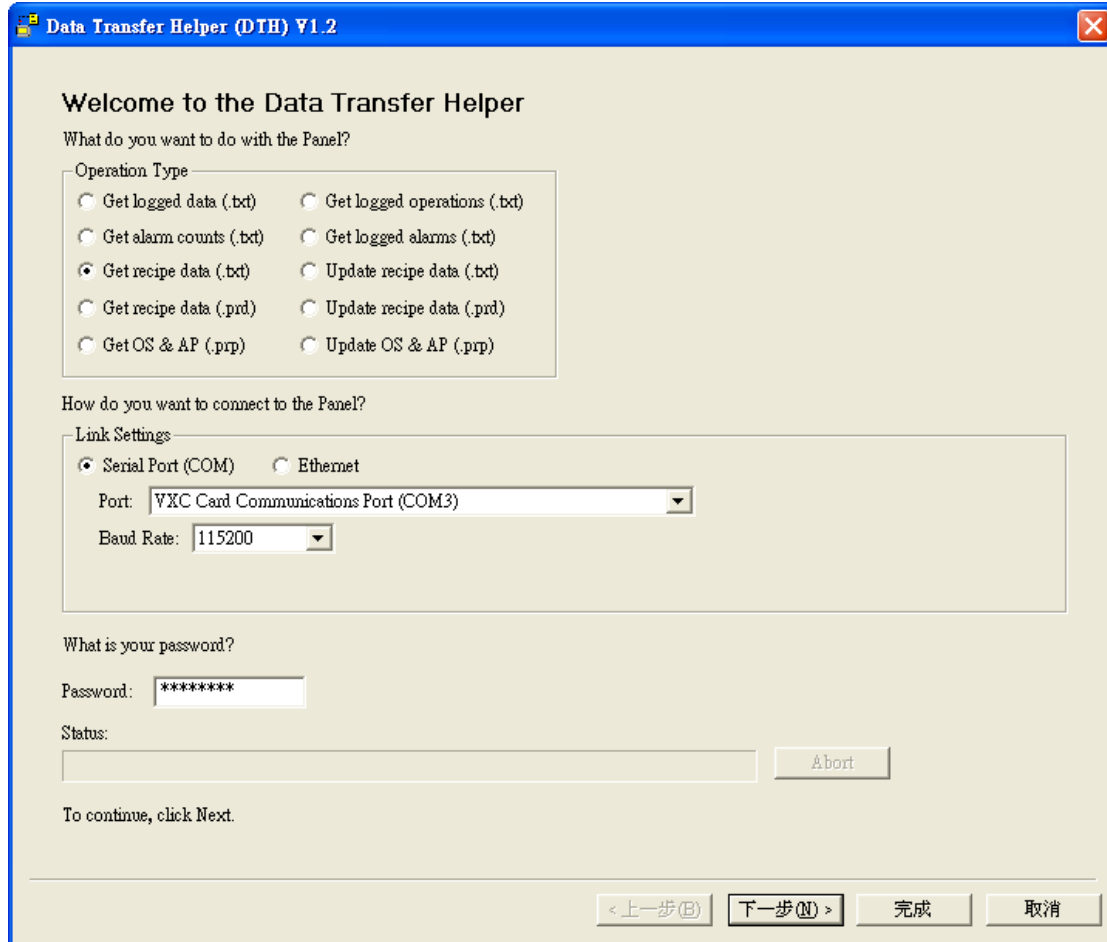 Data Transfer Helper (DTH) V1.2
Welcome to the Data Transfer Helper
What do you want to do with the Panel?
Operation Type
Get logged data (.txt) Get logged operations (.txt)
Get alarm counts (.txt) Get logged alarms (.txt)
Get recipe data (.txt) Update recipe data (.txt)
Get recipe data (.prd) Update recipe data (.prd)
Get OS & AP (.prp) Update OS & AP (.prp)
How do you want to connect to the Panel?
Link Settings
Serial Port (COM) Ethernet
Port: VXC Card Communications Port (COM3)
Baud Rate: 115200
What is your password?
Password: ********
Status:
Abort
To continue, click Next.
<上一步(B) 下一步(N)> 完成 取消